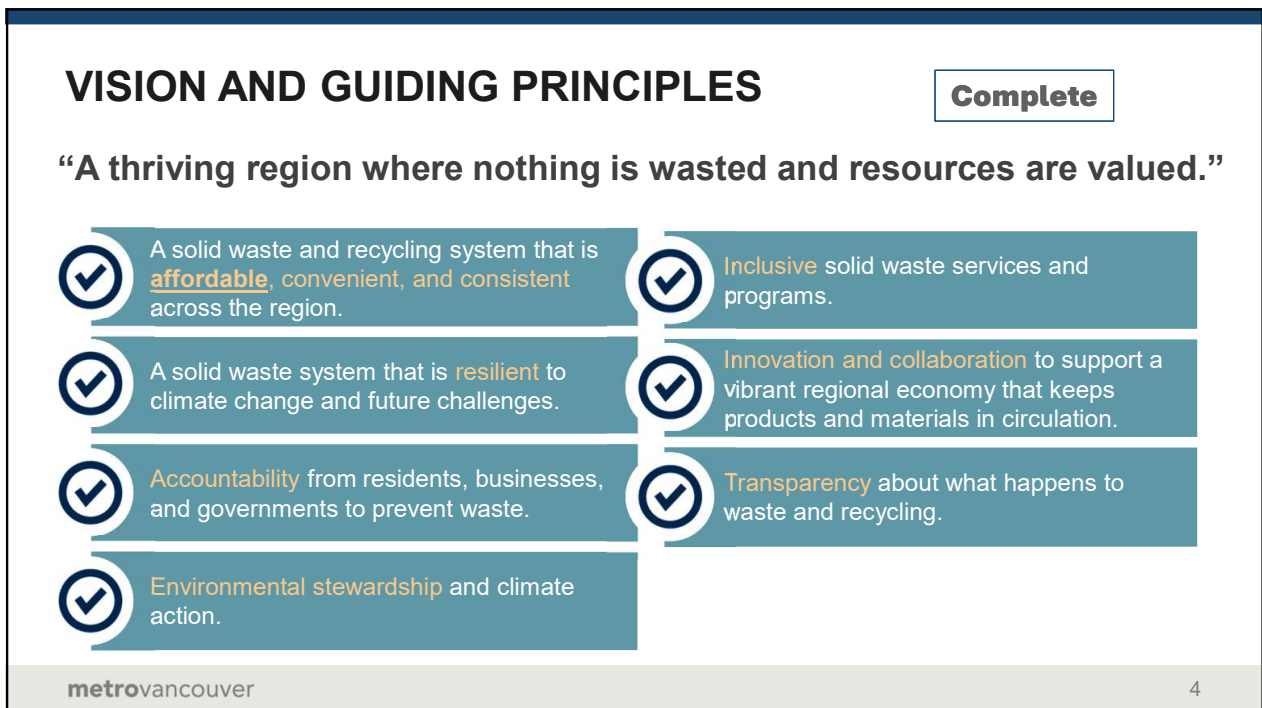 VISION AND GUIDING PRINCIPLES
Complete
“A thriving region where nothing is wasted and resources are valued.”
A solid waste and recycling system that is
affordable, convenient, and consistent
across the region.
A solid waste system that is resilient to
climate change and future challenges.
Accountability from residents, businesses,
and governments to prevent waste.
Environmental stewardship and climate
action.
Inclusive solid waste services and
programs.
Innovation and collaboration to support a
vibrant regional economy that keeps
products and materials in circulation.
Transparency about what happens to
waste and recycling.
metrovancouver
4